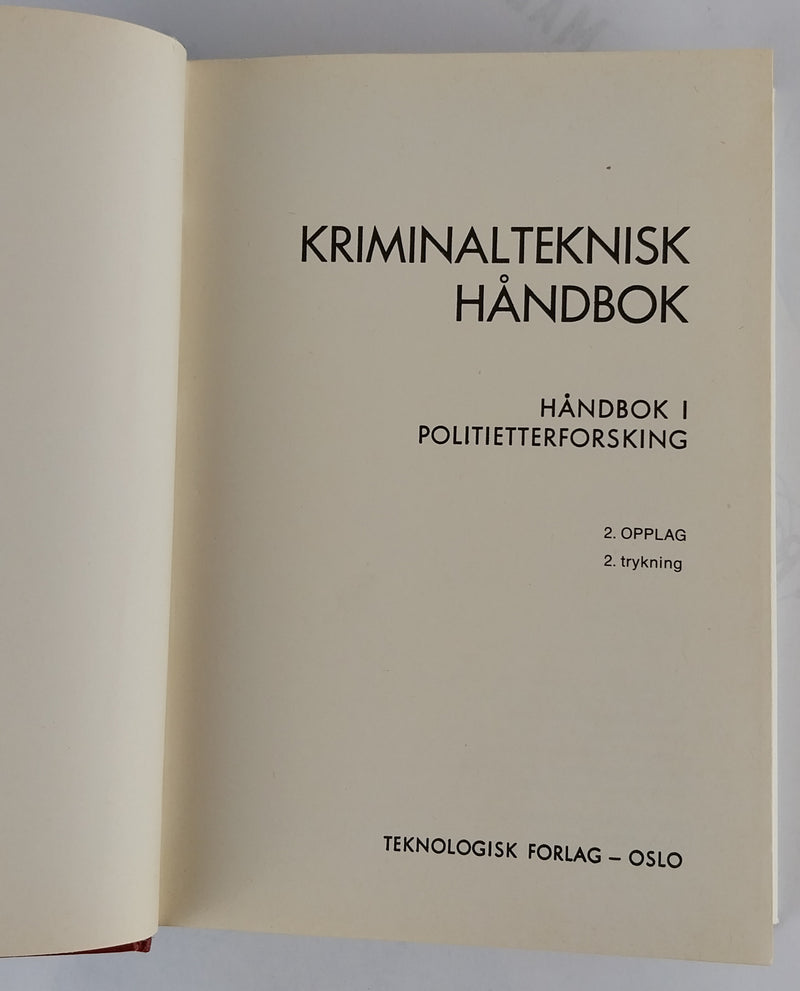 KRIMINALTEKNISK
HÅNDBOK
HÅNDBOK I
POLITIETTERFORSKING
2. OPPLAG
2. trykning
TEKNOLOGISK FORLAG – OSLO